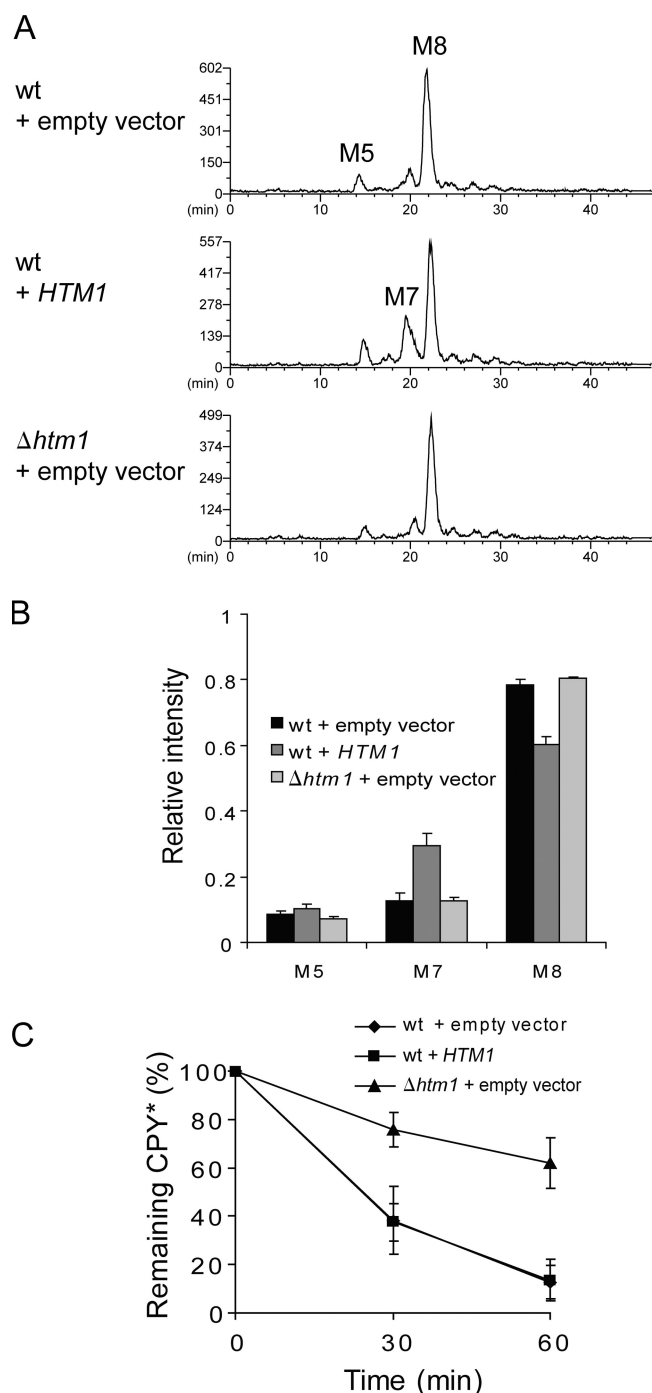 A
wt
+ empty vector
602
451
301
150
0
M5
M8
(min)
0 10 20 30 40
wt
+ HTM1
557
417
278
139
0
M7
(min)
0 10 20 30 40
Δhtm1
+ empty vector
499
374
249
124
0
(min)
0 10 20 30 40
B
Relative intensity
1
0.8
0.6
0.4
0.2
0
wt + empty vector
wt + HTM1
Δhtm1 + empty vector
M5 M7 M8
C
wt + empty vector
wt + HTM1
Δhtm1 + empty vector
Remaining CPY* (%)
100
80
60
40
20
0
0 30 60
Time (min)